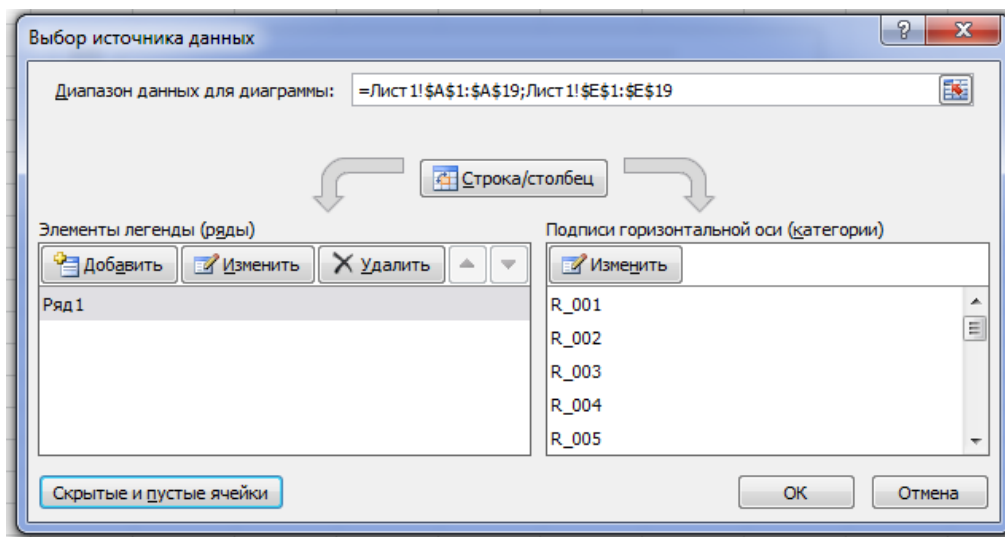 Выбор источника данных
Диапазон данных для диаграммы: =Лист1!$A$1:$A$19;Лист1!$E$1:$E$19
Строка/столбец
Элементы легенды (ряды)
Добавить Изменить Удалить
Ряд1
Подписи горизонтальной оси (категории)
Изменить
R_001
R_002
R_003
R_004
R_005
Скрытые и пустые ячейки
ОК Отмена